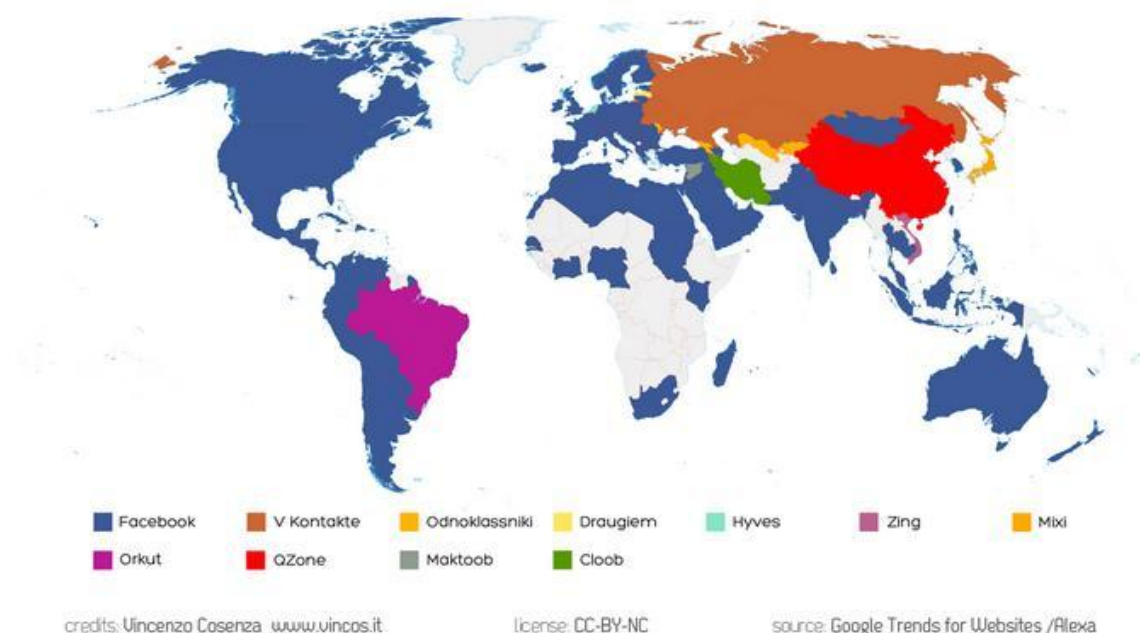 Facebook V Kontakte Odnoklassniki Draugiem Hyves Zing Mixi
Orkut QZone Maktoob Cloob
credits: Vincenzo Cosenza www.vincos.it license: CC-BY-NC source: Google Trends for Websites /Alexa